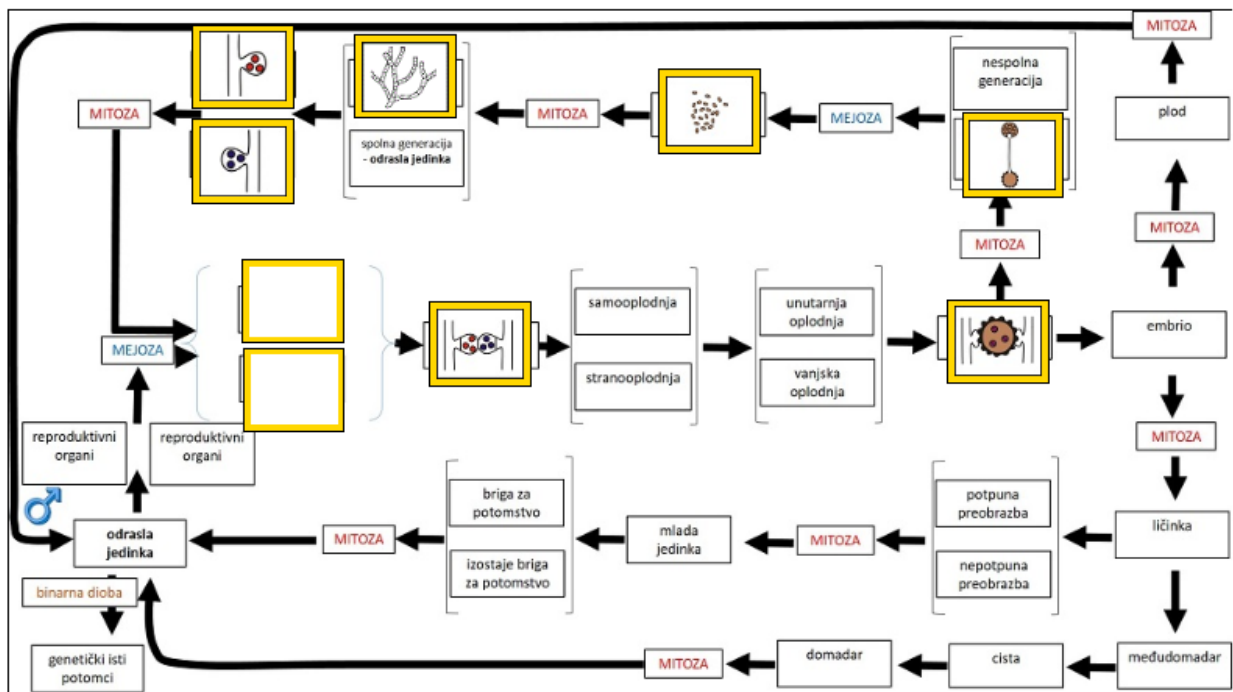 MITOZA
nespolna
generacija
plod
MITOZA
MITOZA
MEJOZA
spolna generacija
- odrasla jedinka
MITOZA
MITOZA
samooplodnja
unutarnja
oplodnja
embrio
MEJOZA
stranooplodnja
vanjska
oplodnja
reproduktivni
organi
reproduktivni
organi
MITOZA
briga za
potomstvo
potpuna
preobrazba
odrasla
jedinka
MITOZA
mlada
jedinka
MITOZA
ličinka
izostaje briga
za potomstvo
nepotpuna
preobrazba
binarna dioba
genetički isti
potomci
MITOZA
domadar
cista
međudomadar